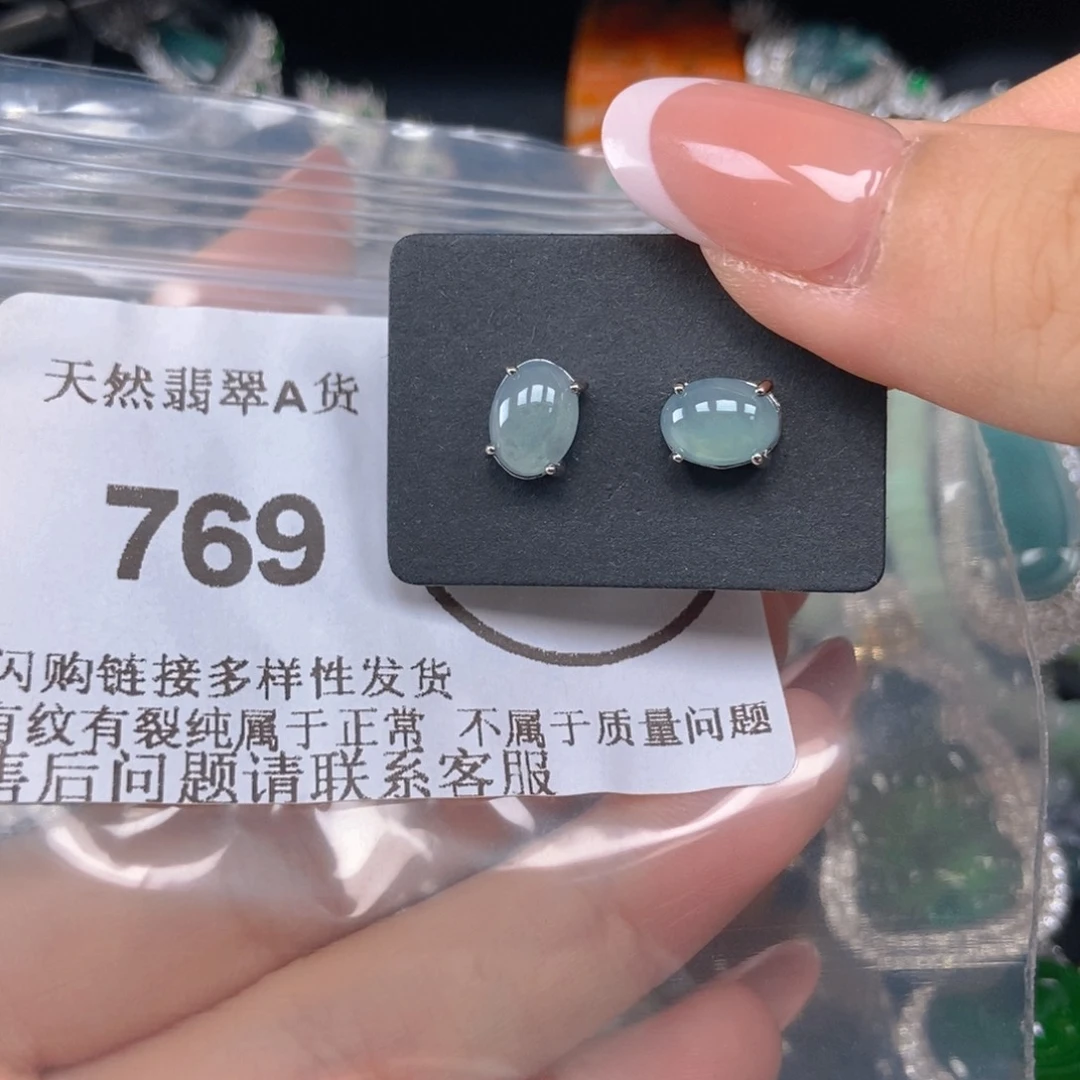 天然翡翠A货
769
闪购链接多样性发货
有纹有裂纯属于正常 不属于质量问题
售后问题请联系客服